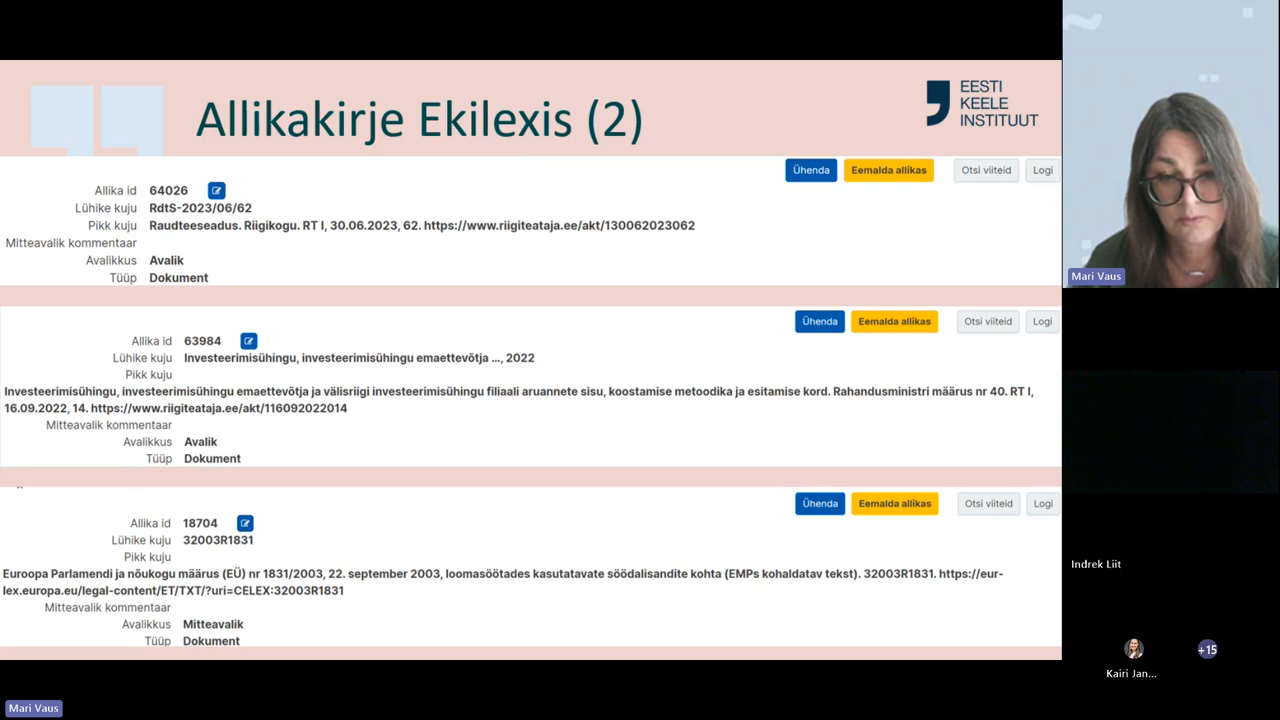 Allikakirje Ekilexis (2)
EESTI
KEELE
INSTITUUT
Ühenda
Eemalda allikas
Otsi viiteid
Logi
Allika id 64026
Lühike kuju RdtS-2023/06/62
Pikk kuju Raudteeseadus. Riigikogu. RT I, 30.06.2023, 62. https://www.riigiteataja.ee/akt/130062023062
Mitteavalik kommentaar
Avalikkus Avalik
Tüüp Dokument
Ühenda
Eemalda allikas
Otsi viiteid
Logi
Allika id 63984
Lühike kuju Investeerimisühingu, investeerimisühingu emaettevõtja ..., 2022
Pikk kuju
Investeerimisühingu, investeerimisühingu emaettevõtja ja välisriigi investeerimisühingu filiaali aruannete sisu, koostamise metoodika ja esitamise kord. Rahandusministri määrus nr 40. RT I,
16.09.2022, 14. https://www.riigiteataja.ee/akt/116092022014
Mitteavalik kommentaar
Avalikkus Avalik
Tüüp Dokument
Ühenda
Eemalda allikas
Otsi viiteid
Logi
Allika id 18704
Lühike kuju 32003R1831
Pikk kuju
Euroopa Parlamendi ja nõukogu määrus (EÜ) nr 1831/2003, 22. september 2003, loomasöötades kasutatavate söödalisandite kohta (EMPs kohaldatav tekst). 32003R1831. https://eur-
lex.europa.eu/legal-content/ET/TXT/?uri=CELEX:32003R1831
Mitteavalik kommentaar
Avalikkus Mitteavalik
Tüüp Dokument
Mari Vaus
Indrek Liit
Kairi Jan...
+15
Mari Vaus